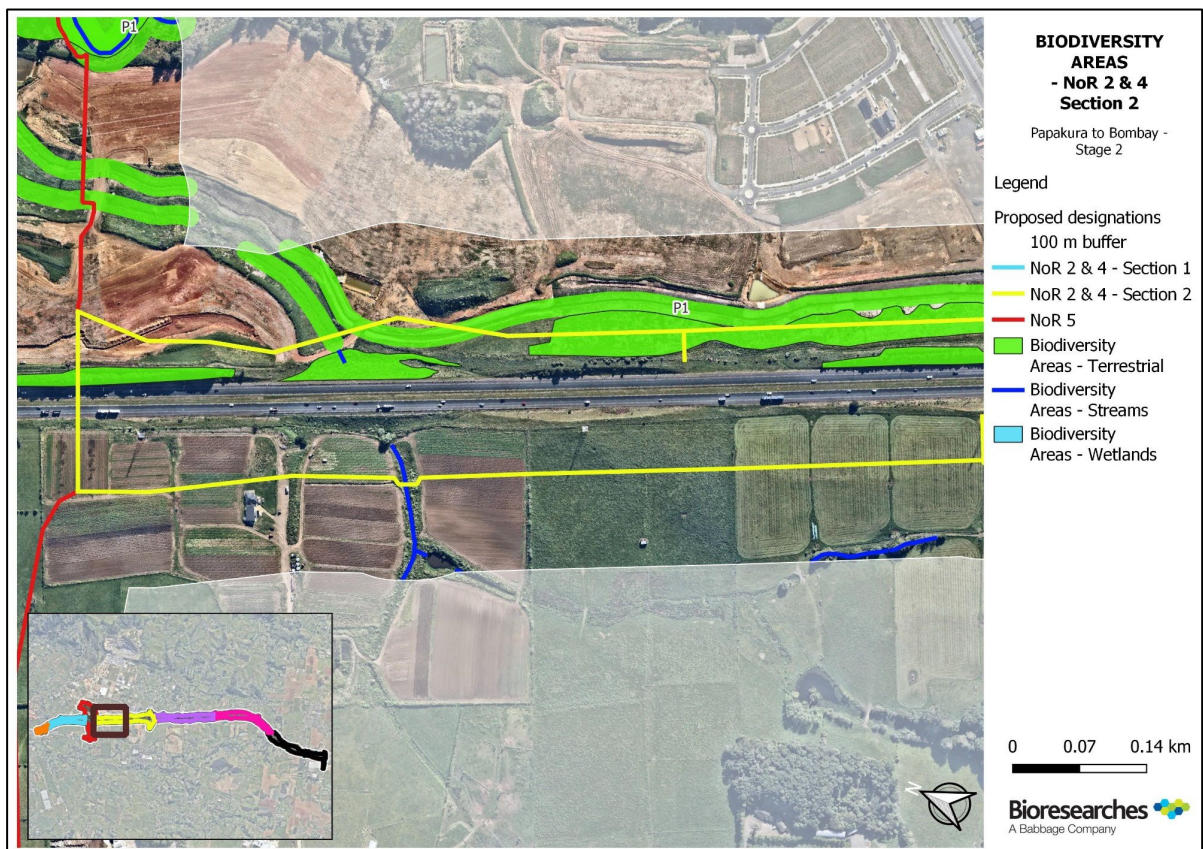 P1
P1
BIODIVERSITY
AREAS
- NoR 2 & 4
Section 2
Papakura to Bombay -
Stage 2
Legend
Proposed designations
100 m buffer
NoR 2 & 4 - Section 1
NoR 2 & 4 - Section 2
NoR 5
Biodiversity
Areas - Terrestrial
Biodiversity
Areas - Streams
Biodiversity
Areas - Wetlands
0 0.07 0.14 km
N
Bioresearches
A Babbage Company